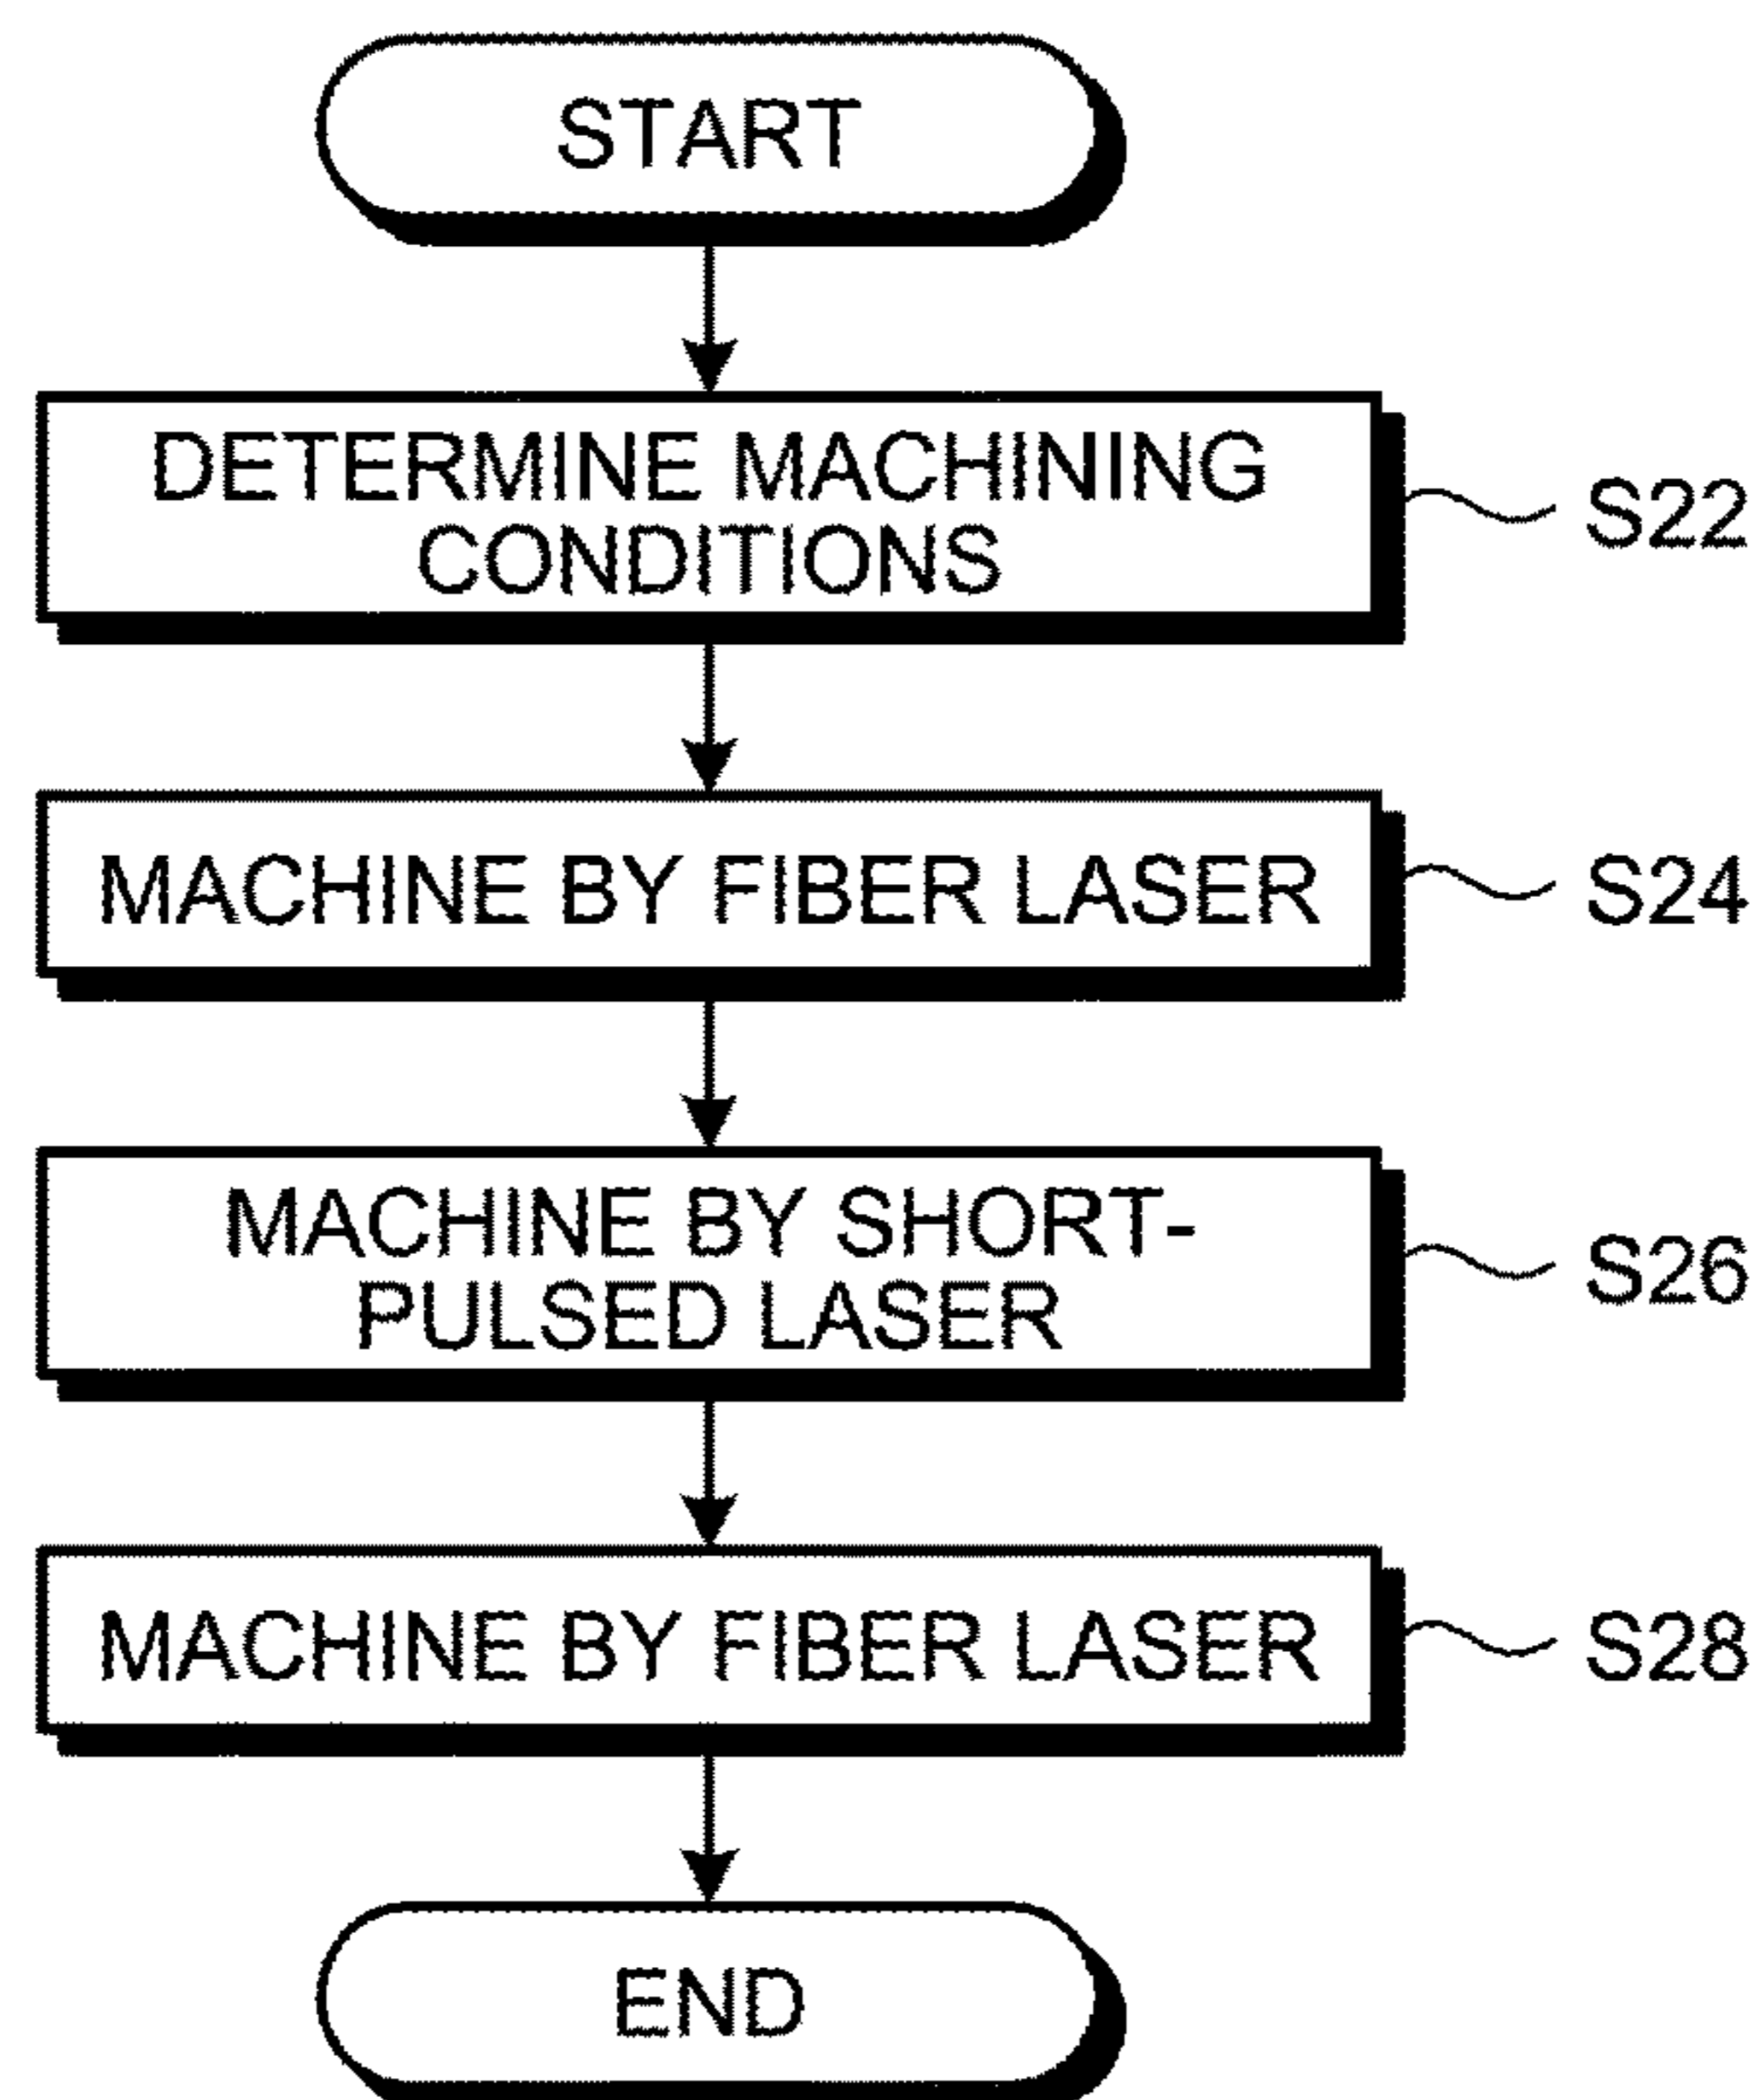 START
DETERMINE MACHINING
CONDITIONS
S22
MACHINE BY FIBER LASER
S24
MACHINE BY SHORT-
PULSED LASER
S26
MACHINE BY FIBER LASER
S28
END